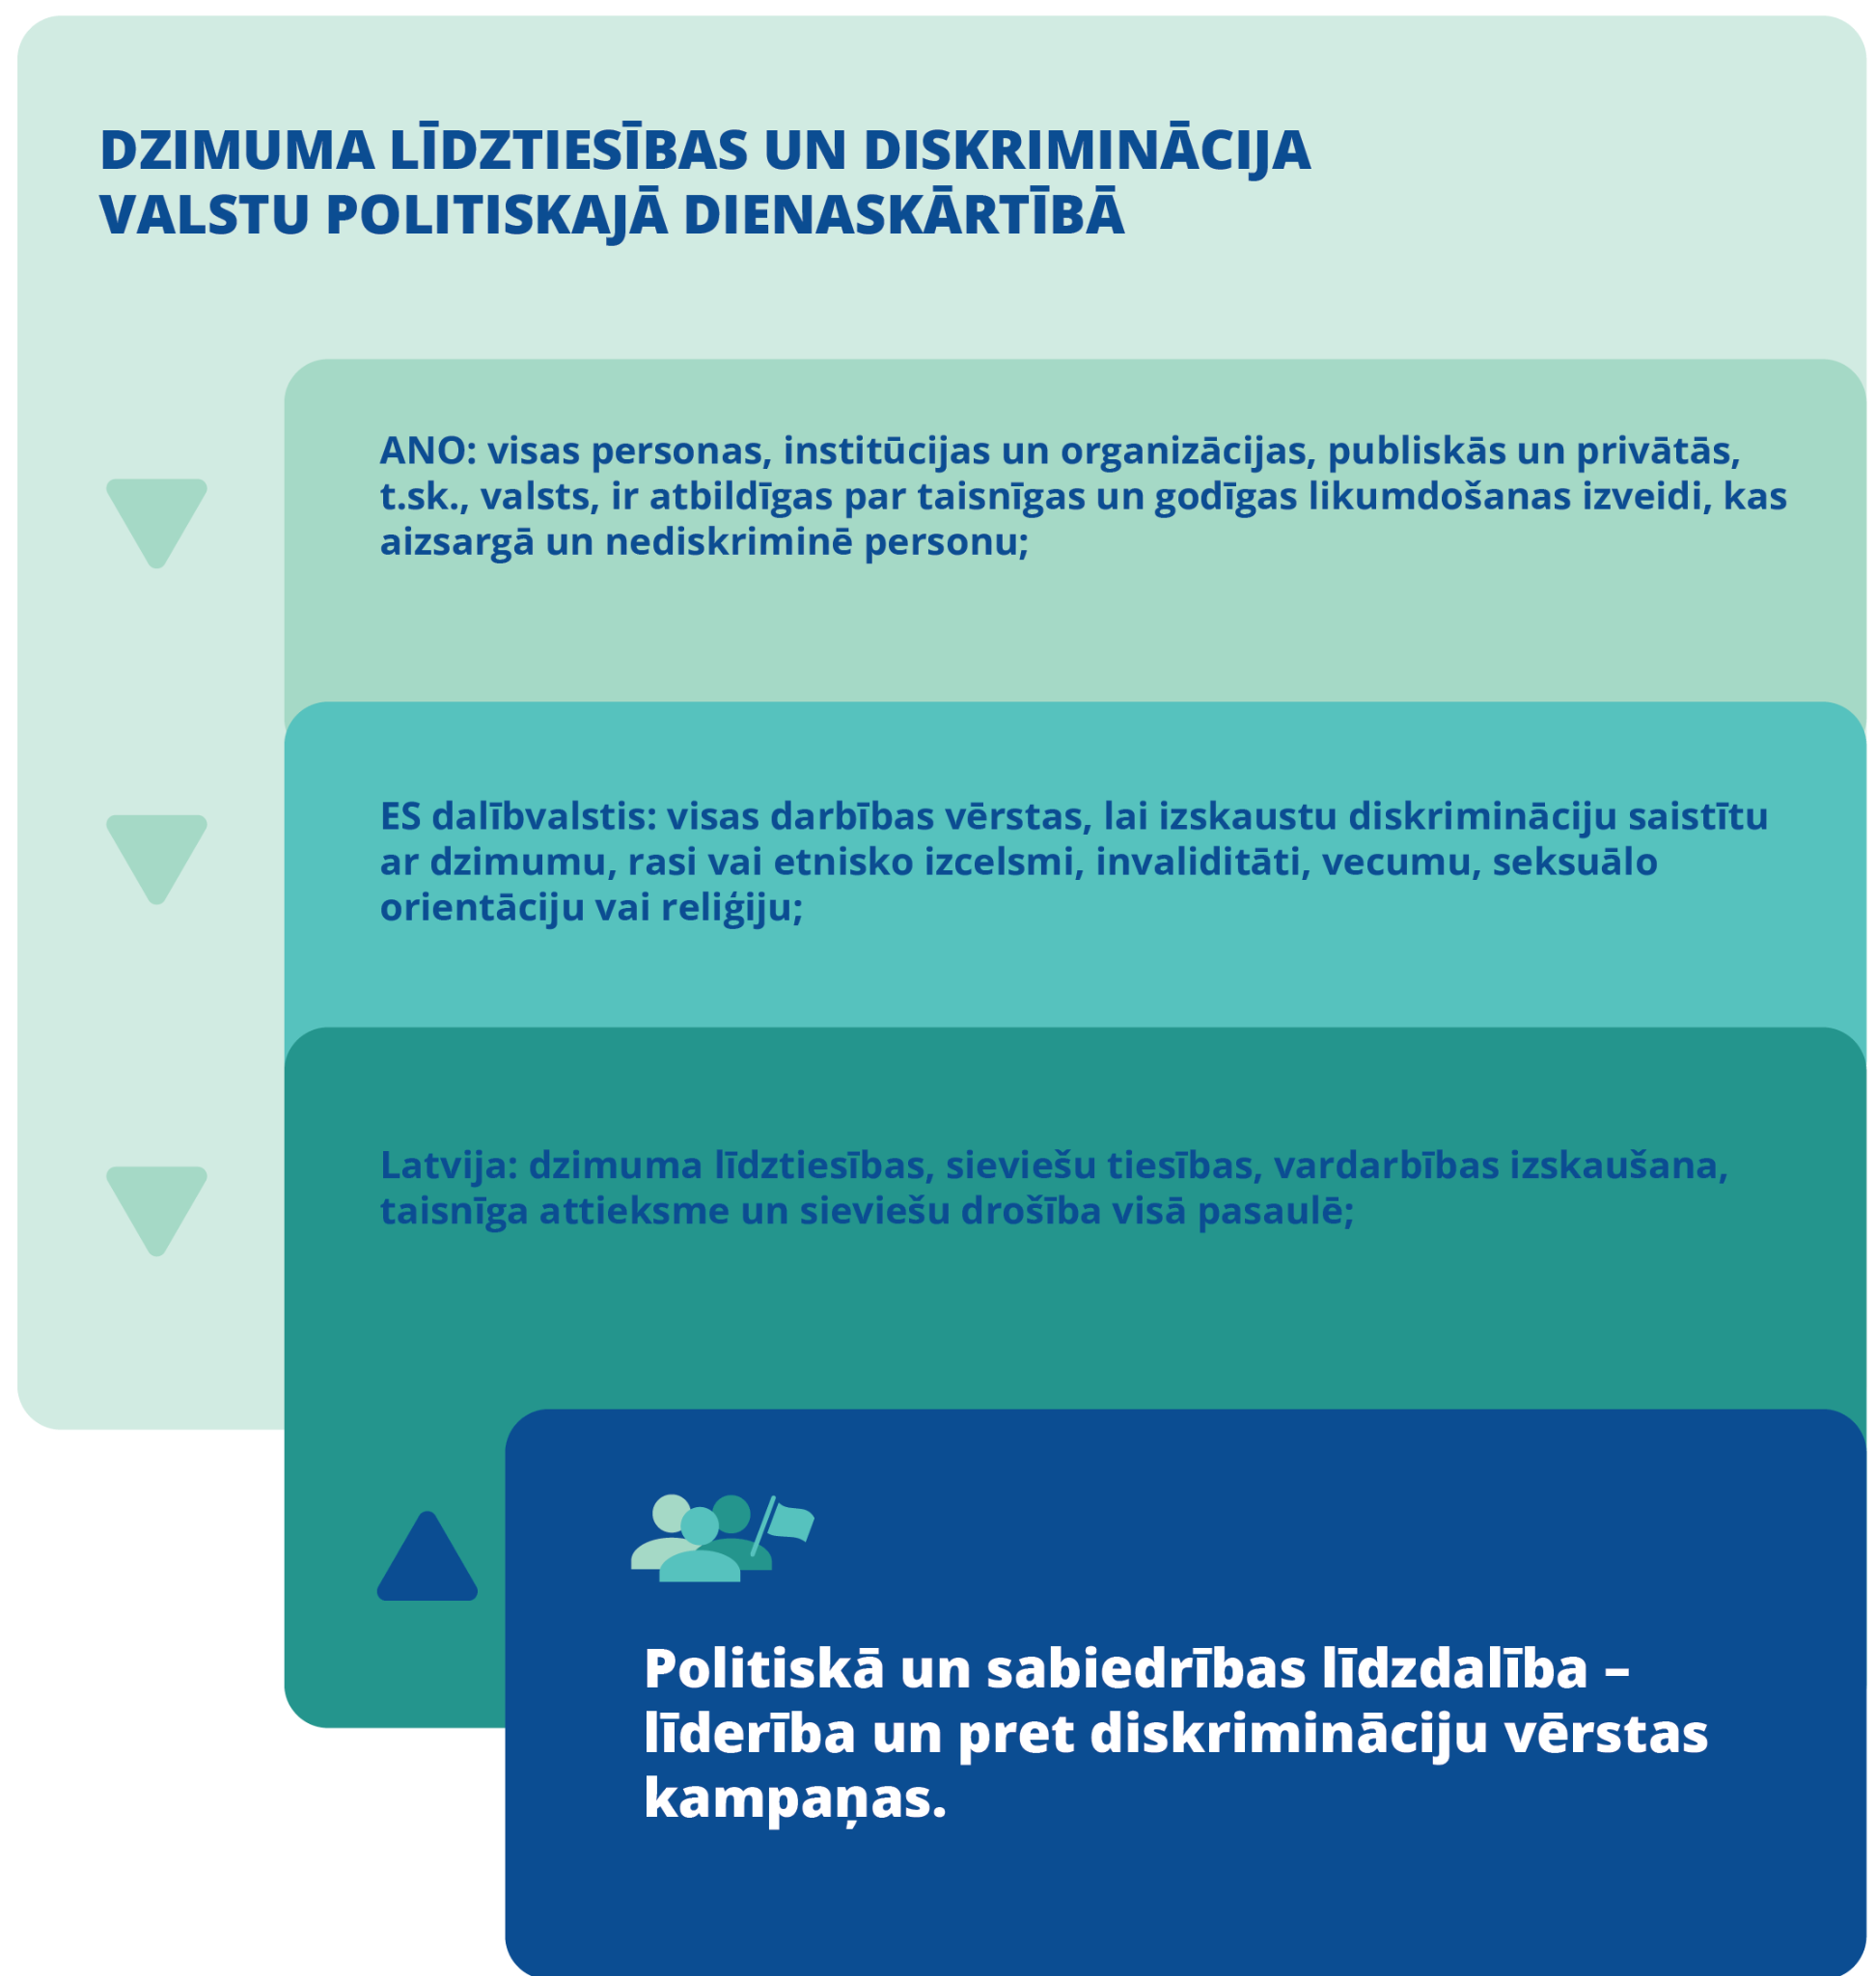 DZIMUMA LĪDZTIESĪBAS UN DISKRIMINĀCIJA
VALSTU POLITISKAJĀ DIENASKĀRTĪBĀ
ANO: visas personas, institūcijas un organizācijas, publiskās un privātās,
t.sk., valsts, ir atbildīgas par taisnīgas un godīgas likumdošanas izveidi, kas
aizsargā un nediskriminē personu;
ES dalībvalstis: visas darbības vērstas, lai izskaustu diskrimināciju saistītu
ar dzimumu, rasi vai etnisko izcelsmi, invaliditāti, vecumu, seksuālo
orientāciju vai reliģiju;
Latvija: dzimuma līdztiesības, sieviešu tiesības, vardarbības izskaušana,
taisnīga attieksme un sieviešu drošība visā pasaulē;
Politiskā un sabiedrības līdzdalība –
līderība un pret diskrimināciju vērstas
kampaņas.